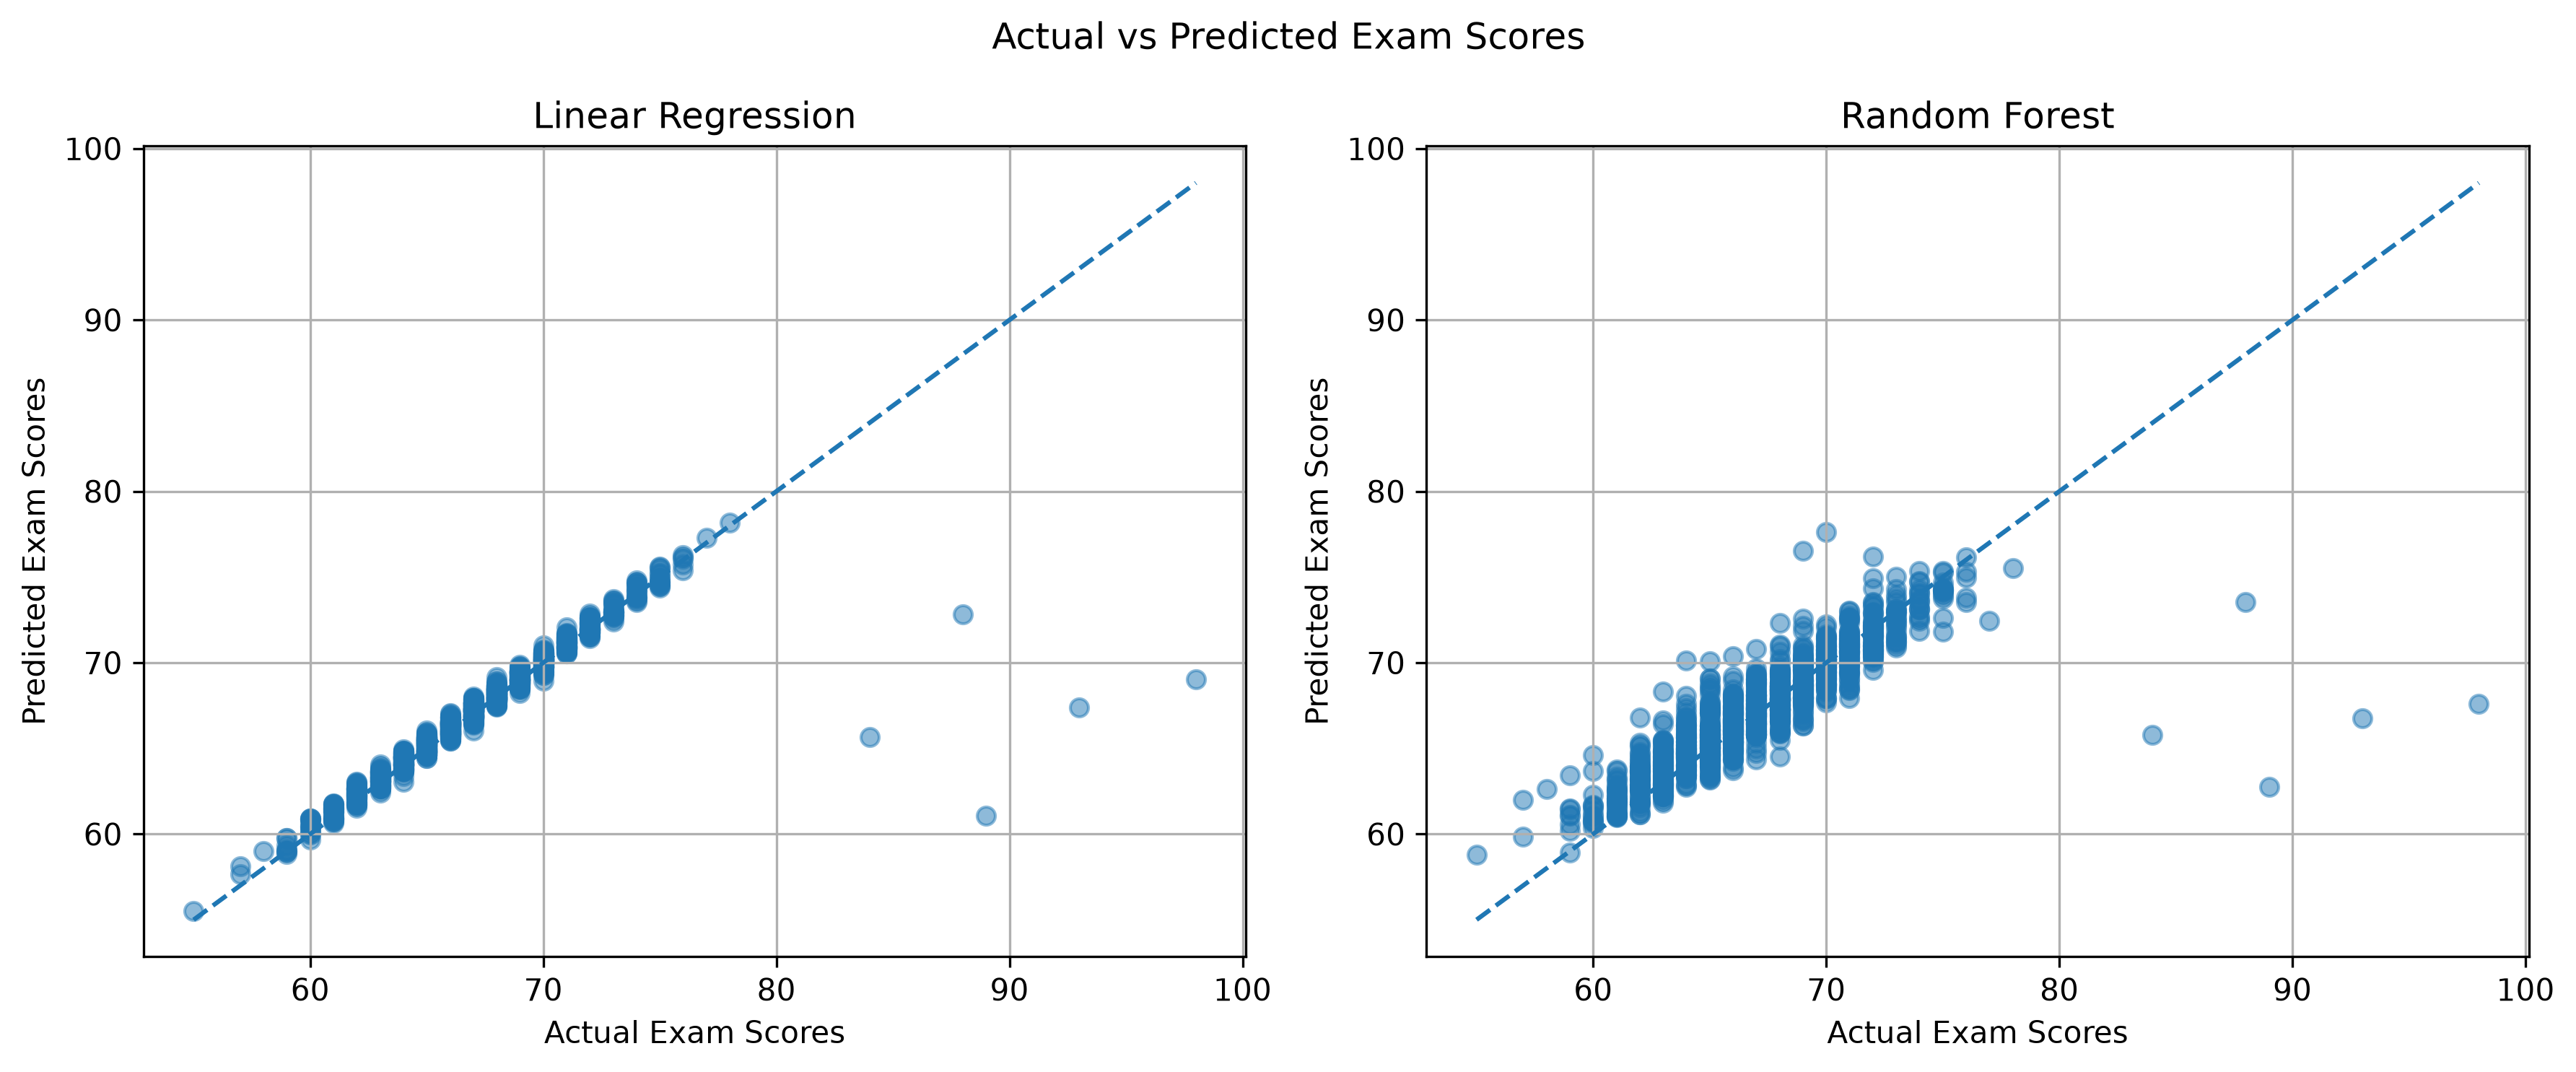 Actual vs Predicted Exam Scores
Linear Regression
100
90
80
70
60
Predicted Exam Scores
60 70 80 90 100
Actual Exam Scores
Random Forest
100
90
80
70
60
Predicted Exam Scores
60 70 80 90 100
Actual Exam Scores